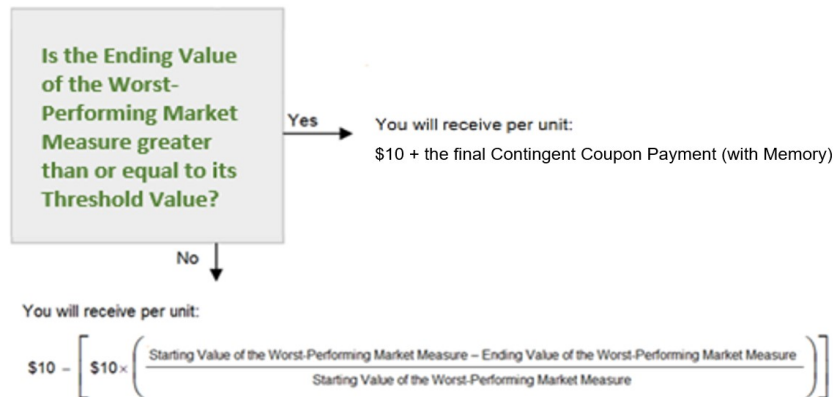 Is the Ending Value
of the Worst-
Performing Market
Measure greater
than or equal to its
Threshold Value?
Yes
You will receive per unit:
$10 + the final Contingent Coupon Payment (with Memory)
No
You will receive per unit:
$10 – [ $10 × ( Starting Value of the Worst-Performing Market Measure – Ending Value of the Worst-Performing Market Measure
Starting Value of the Worst-Performing Market Measure ) ]